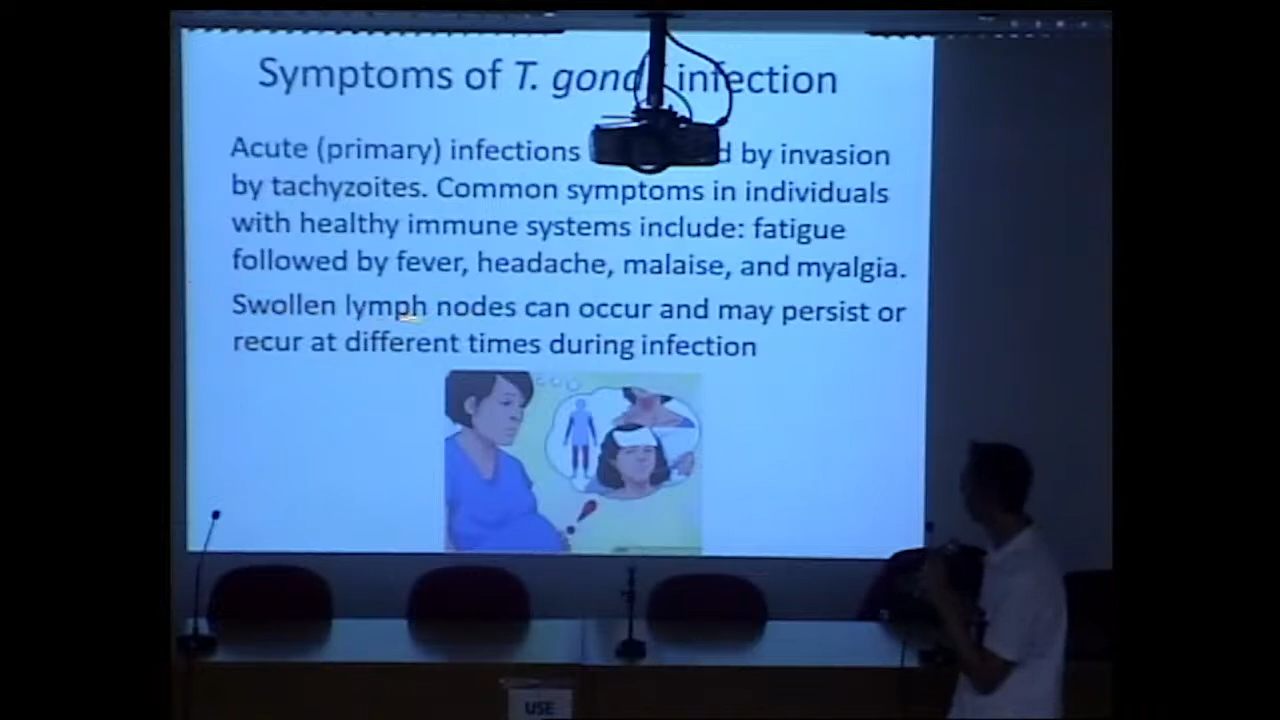 Symptoms of T. gond infection
Acute (primary) infections d by invasion
by tachyzoites. Common symptoms in individuals
with healthy immune systems include: fatigue
followed by fever, headache, malaise, and myalgia.
Swollen lymph nodes can occur and may persist or
recur at different times during infection
USE